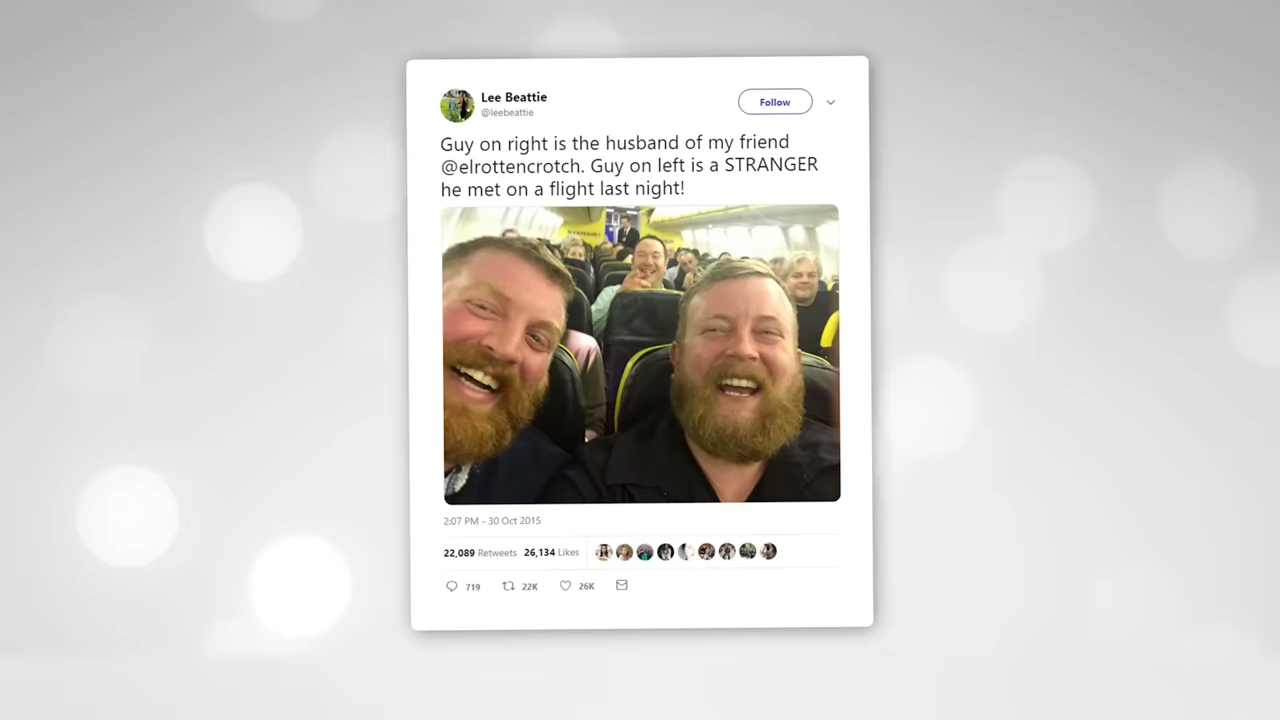 Lee Beattie
@leebeattie
Follow
Guy on right is the husband of my friend
@elrottencrotch. Guy on left is a STRANGER
he met on a flight last night!
2:07 PM - 30 Oct 2015
22,089 Retweets 26,134 Likes
719 22K 26K